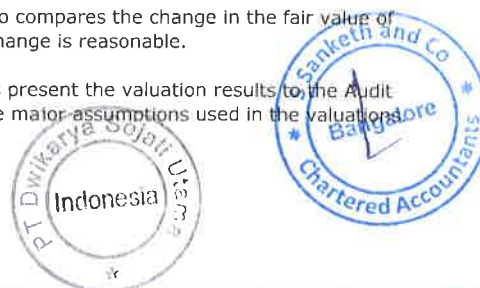 o compares the change in the fair value of
hange is reasonable.
s present the valuation results to the Audit
e major assumptions used in the valuations.
PT Dwikarya Sojati Utama
Indonesia
Sanketh and Co
Bangalore
Chartered Accountants